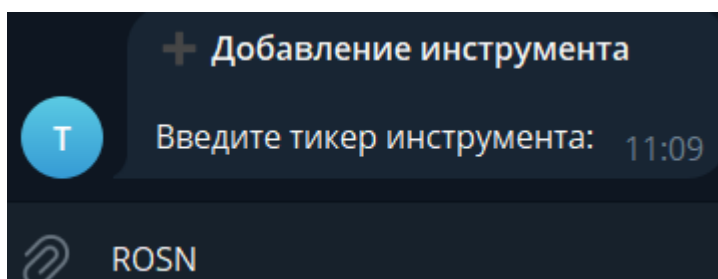 ➕ Добавление инструмента
Т
Введите тикер инструмента:
11:09
ROSN